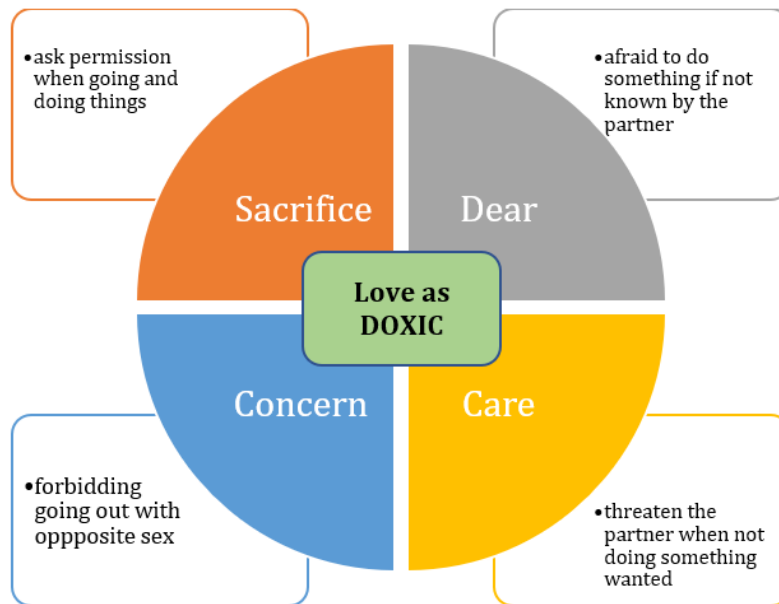 •ask permission
when going and
doing things
•afraid to do
something if not
known by the
partner
Sacrifice
Dear
Love as
DOXIC
Concern
Care
•forbidding
going out with
oppposite sex
•threaten the
partner when not
doing something
wanted